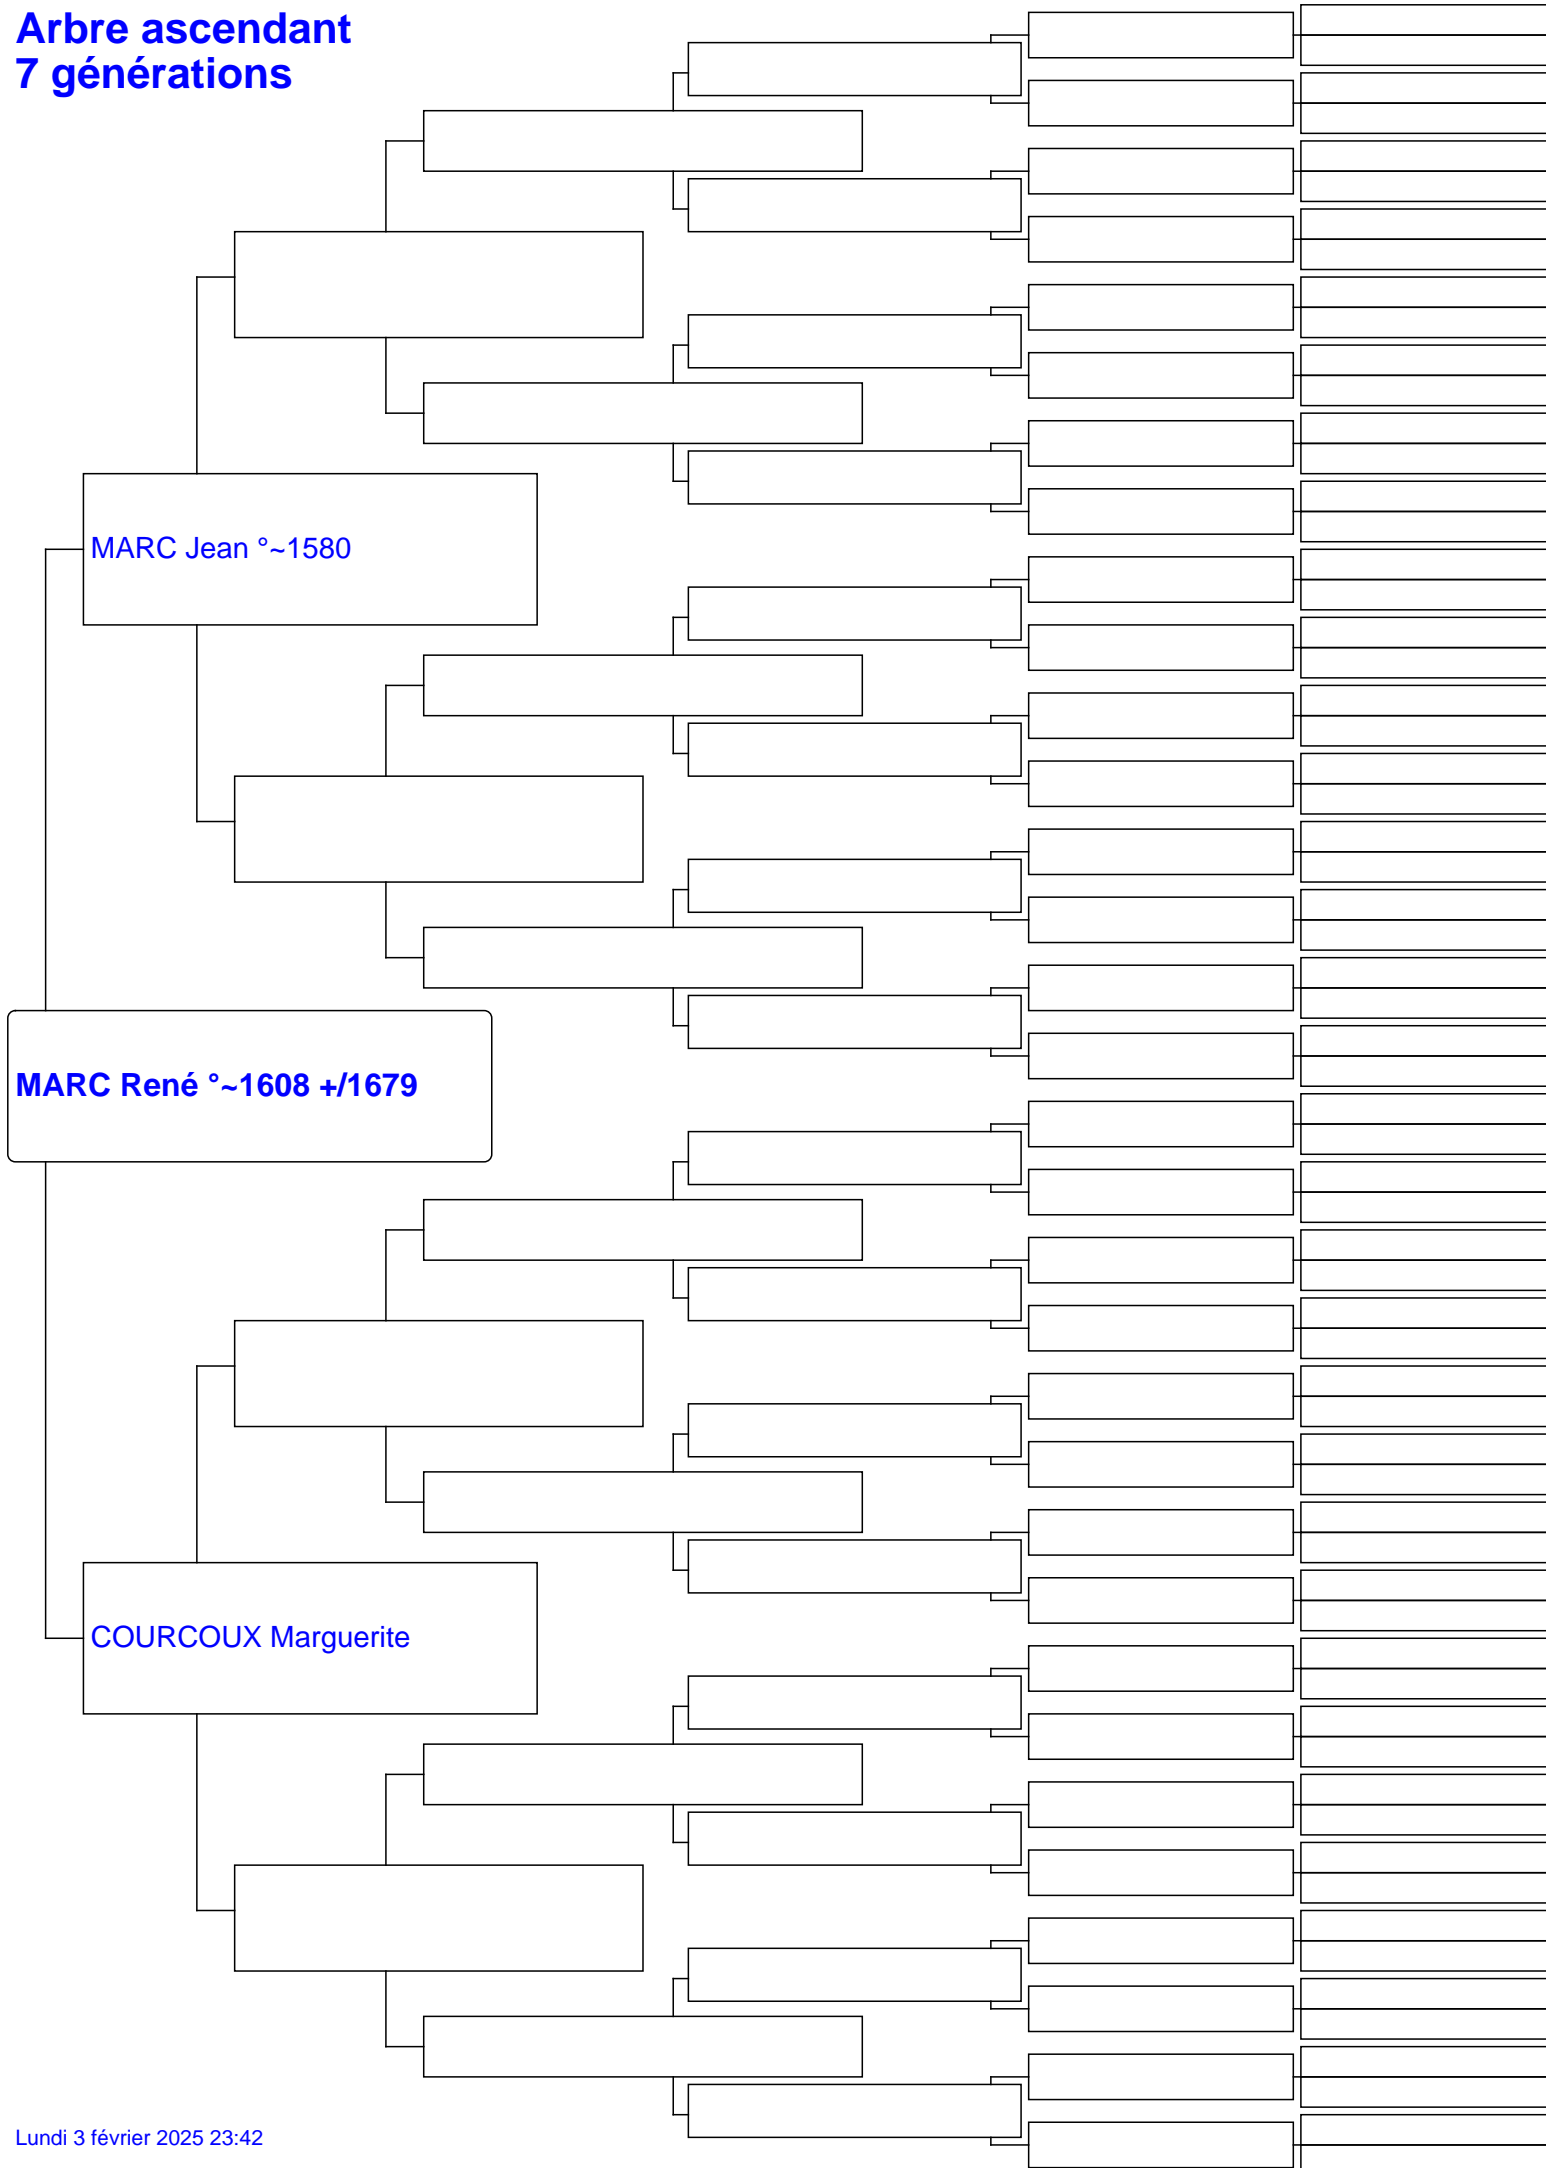 Arbre ascendant
7 générations
MARC Jean °~1580
MARC René °~1608 +/1679
COURCOUX Marguerite
Lundi 3 février 2025 23:42